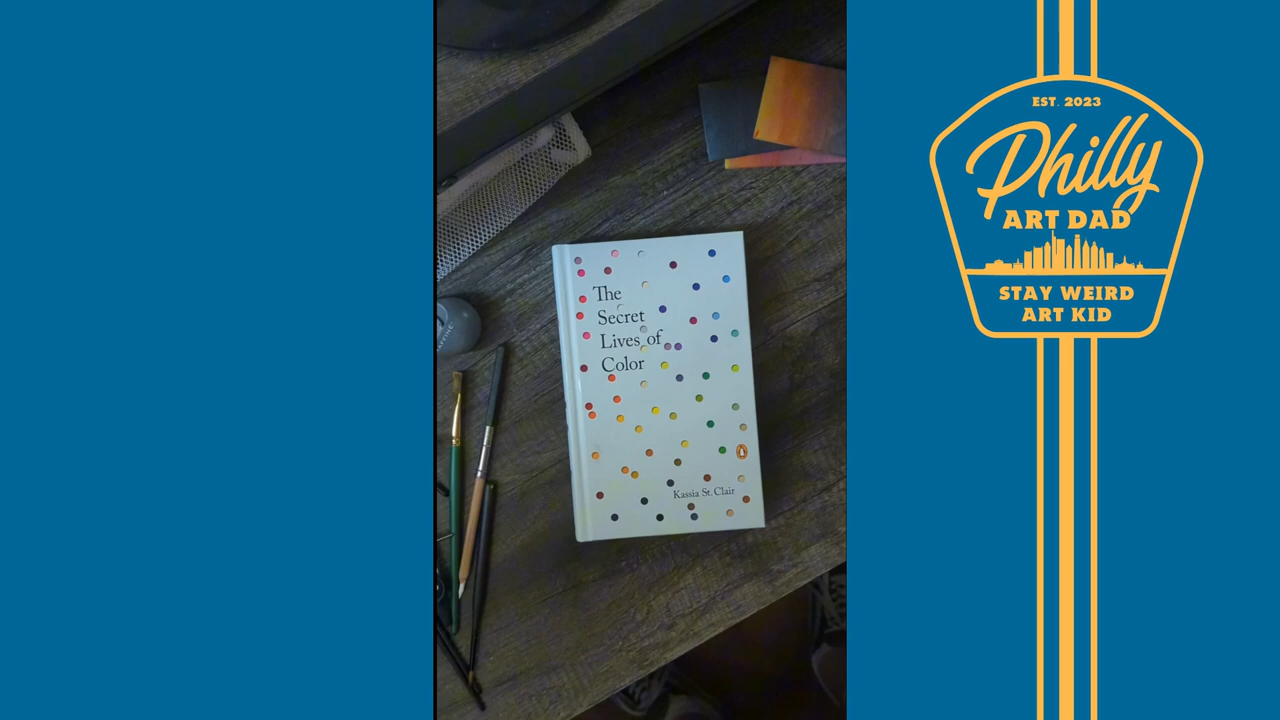 The
Secret
Lives of
Color
Kassia St. Clair
EST. 2023
Philly
ART DAD
STAY WEIRD
ART KID